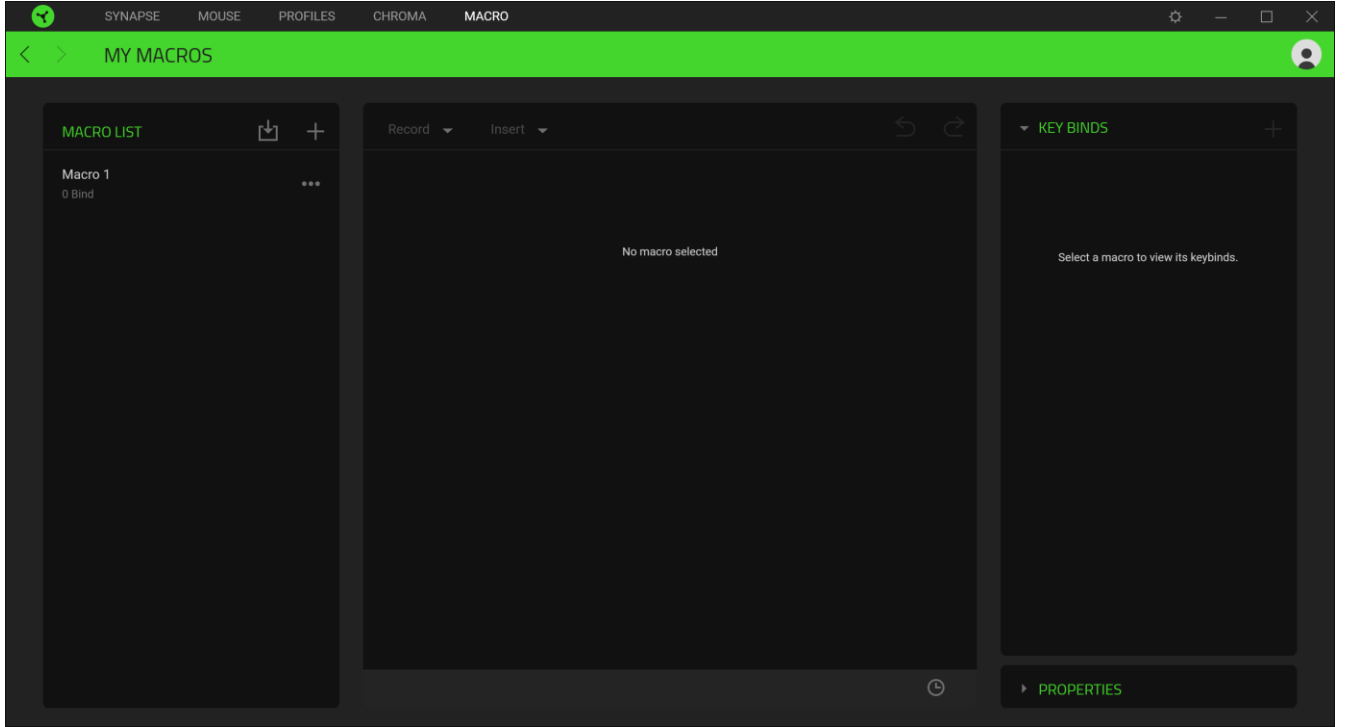 SYNAPSE MOUSE PROFILES CHROMA MACRO
MY MACROS
MACRO LIST
Macro 1
0 Bind
Record Insert
No macro selected
KEY BINDS
Select a macro to view its keybinds.
PROPERTIES